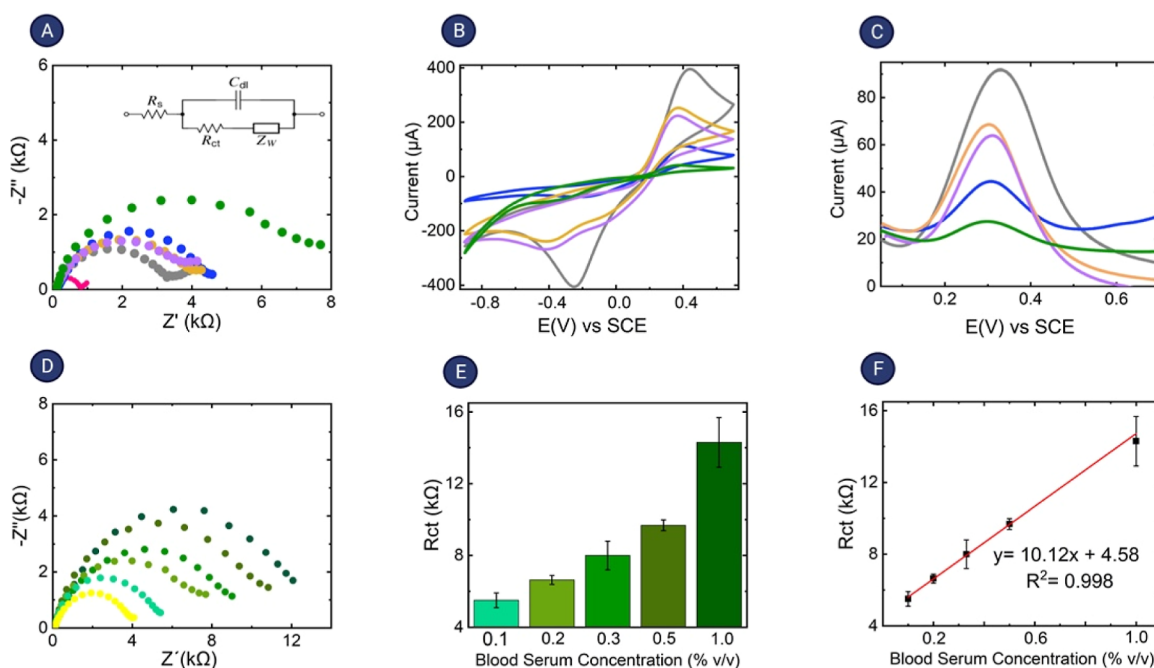 A
B
C
6
4
2
0
-Z'' (kΩ)
Rs
Cdl
Rct
ZW
0 2 4 6 8
Z' (kΩ)
400
200
0
-200
-400
Current (μA)
-0.8 -0.4 0.0 0.4
E(V) vs SCE
80
60
40
20
0
Current (μA)
0.2 0.4 0.6
E(V) vs SCE
D
E
F
8
6
4
2
0
-Z''(kΩ)
0 2 4 6 8 10 12 14
Z´(kΩ)
16
12
8
4
Rct (kΩ)
0.1 0.2 0.3 0.5 1.0
Blood Serum Concentration (% v/v)
16
12
8
4
Rct (kΩ)
y= 10.12x + 4.58
R²= 0.998
0.2 0.6 1.0
Blood Serum Concentration (% v/v)